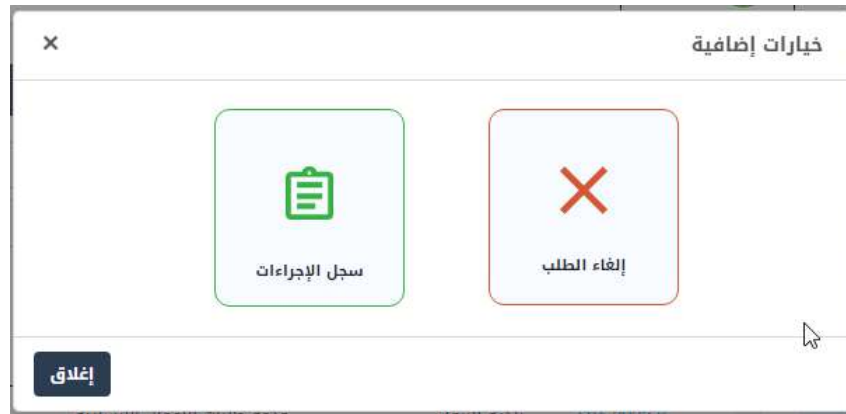 خيارات إضافية
إلغاء الطلب
سجل الإجراءات
إغلاق